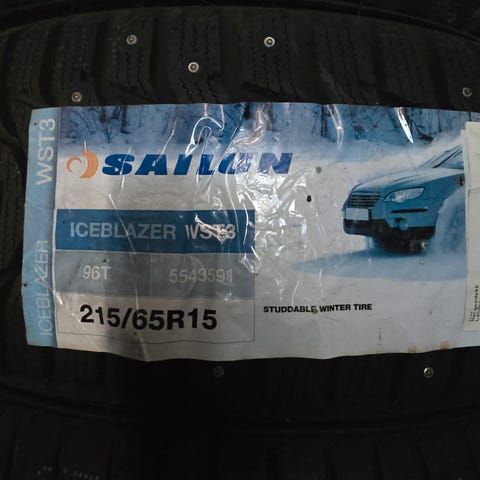 WST3
ICEBLAZER
SAILUN
ICEBLAZER WST3
96T 5543591
215/65R15
STUDDABLE WINTER TIRE